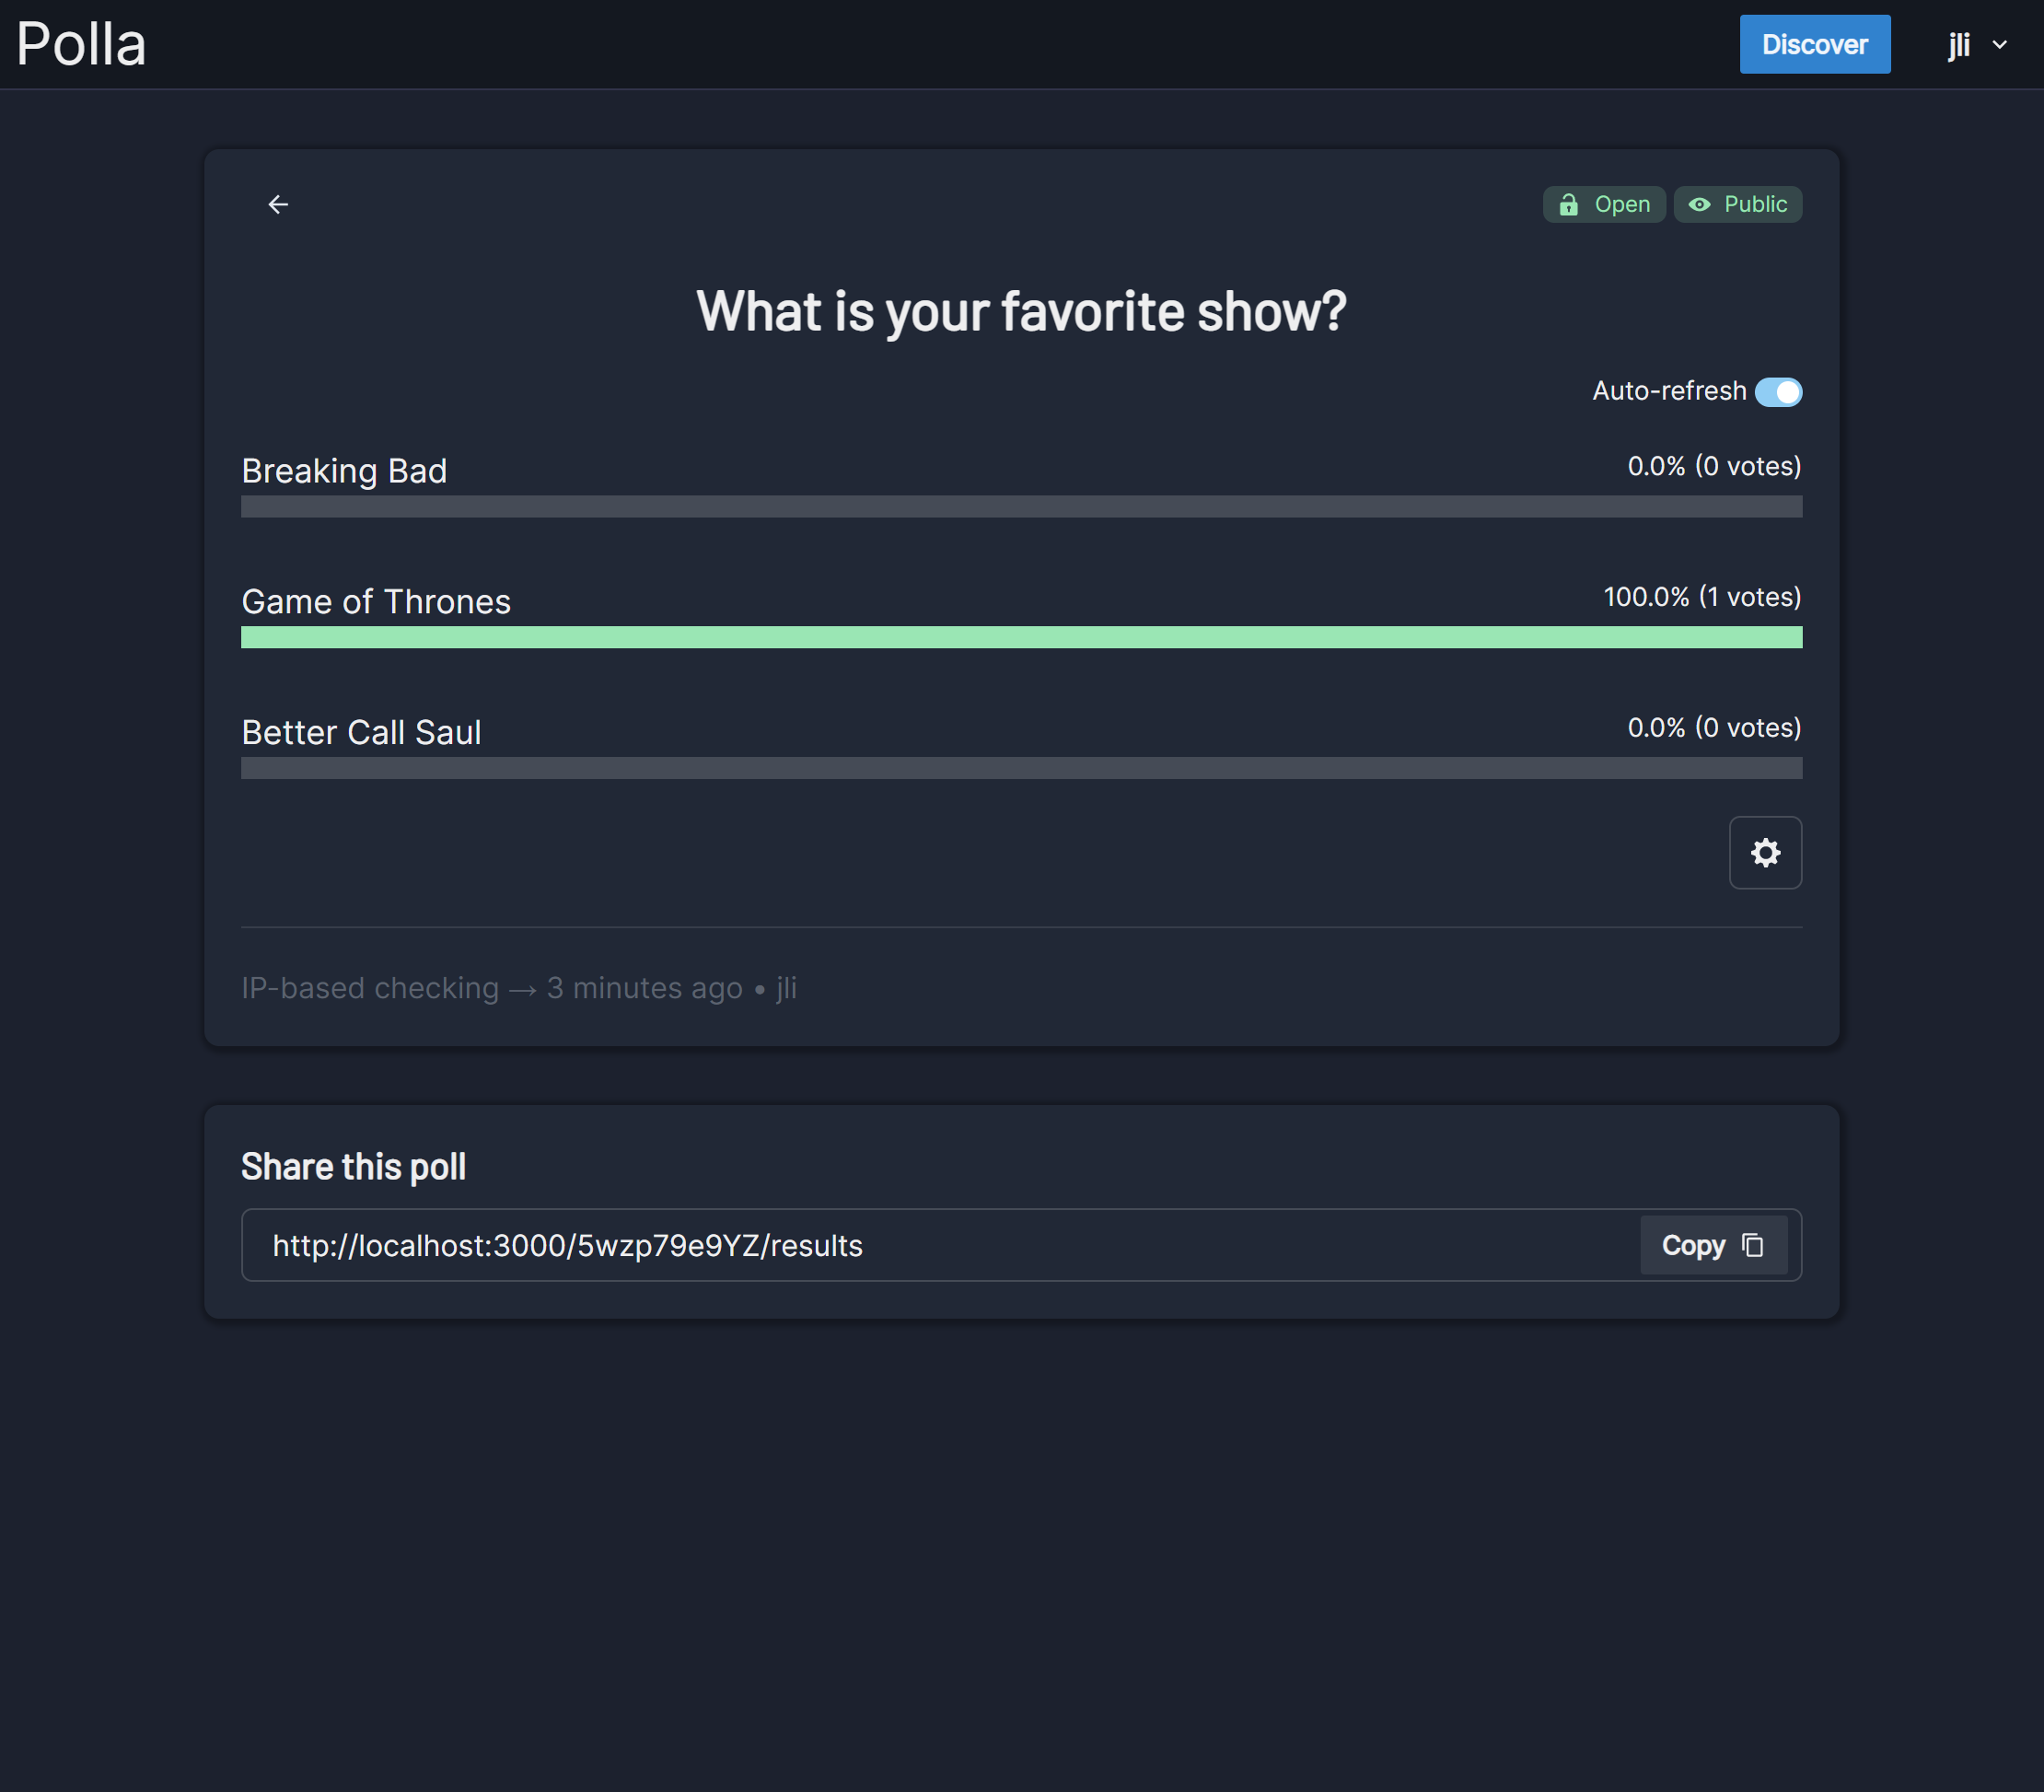 Polla
Discover
jli
Open
Public
What is your favorite show?
Auto-refresh
Breaking Bad
0.0% (0 votes)
Game of Thrones
100.0% (1 votes)
Better Call Saul
0.0% (0 votes)
IP-based checking → 3 minutes ago • jli
Share this poll
http://localhost:3000/5wzp79e9YZ/results
Copy